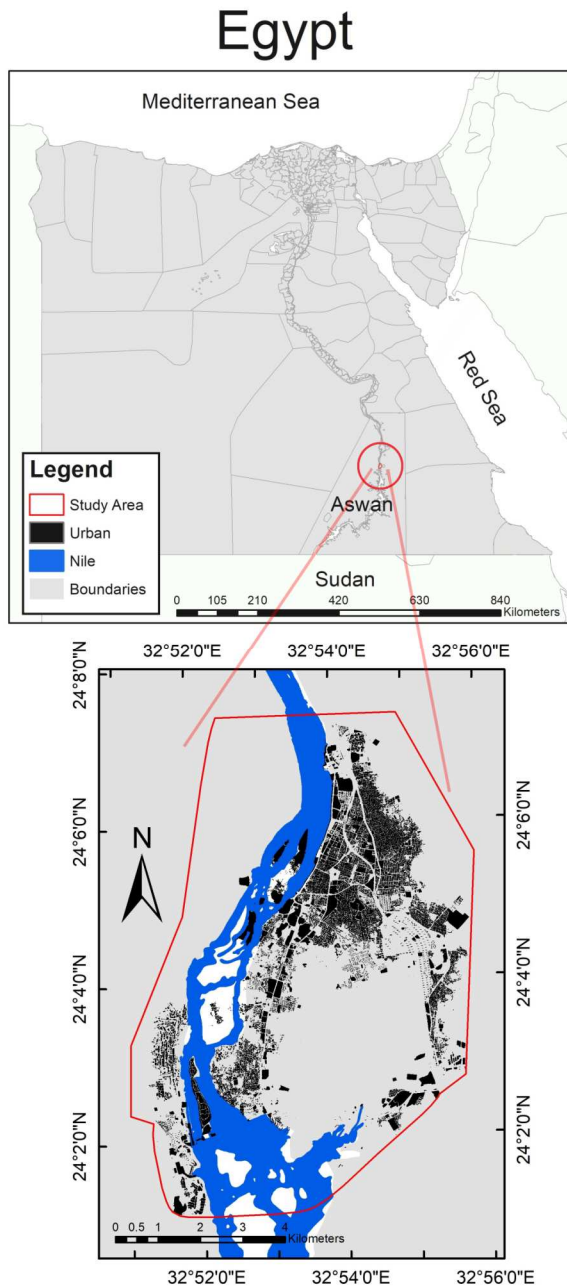 Egypt
Mediterranean Sea
Red Sea
Legend
Study Area
Urban
Nile
Boundaries
Aswan
Sudan
0 105 210 420 630 840
Kilometers
32°52'0"E 32°54'0"E 32°56'0"E
24°8'0"N
24°6'0"N
24°6'0"N
N
24°4'0"N
24°4'0"N
24°2'0"N
24°2'0"N
0 0.5 1 2 3 4
Kilometers
32°52'0"E 32°54'0"E 32°56'0"E